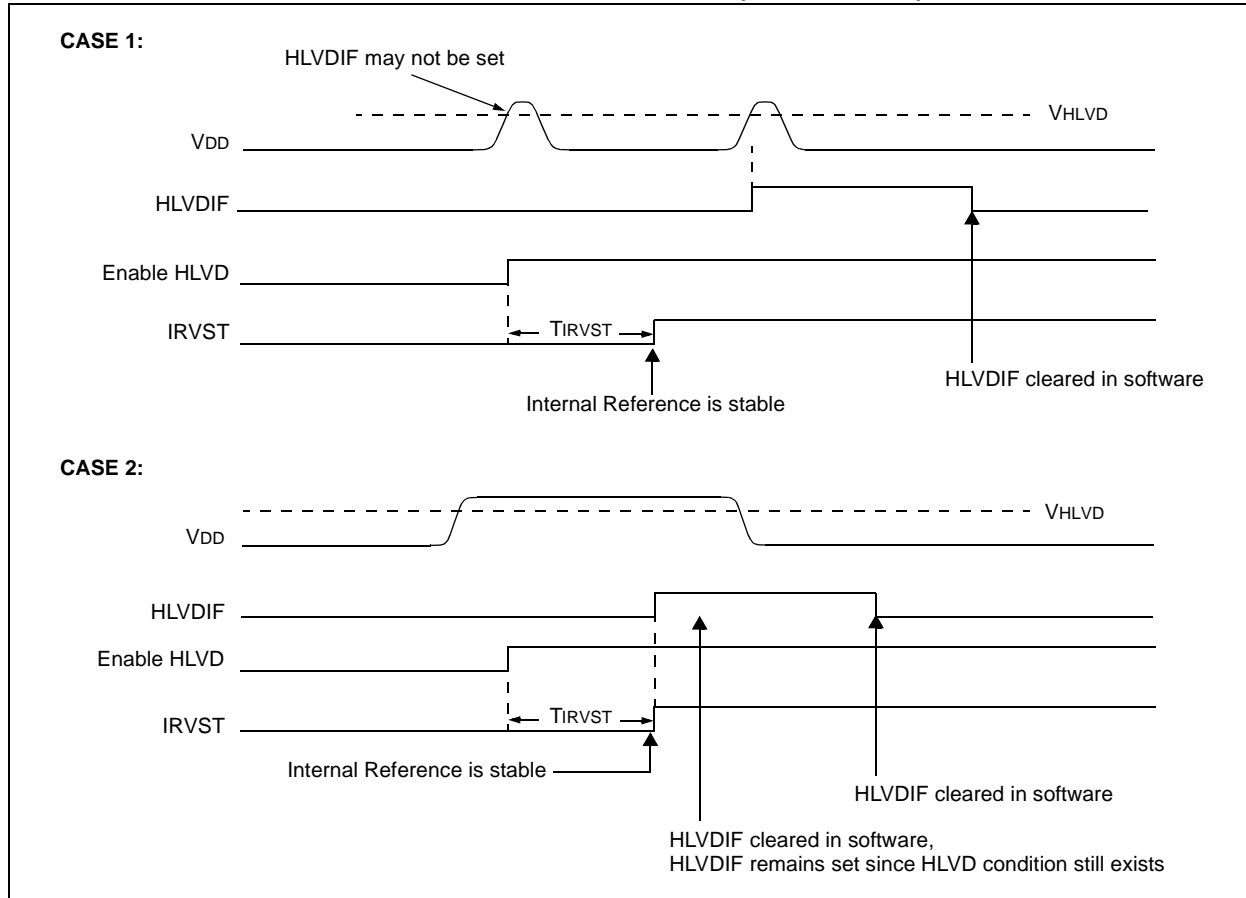 CASE 1:
HLVDIF may not be set
VHLVD
VDD
HLVDIF
Enable HLVD
TIRVST
IRVST
HLVDIF cleared in software
Internal Reference is stable
CASE 2:
VHLVD
VDD
HLVDIF
Enable HLVD
TIRVST
IRVST
Internal Reference is stable
HLVDIF cleared in software
HLVDIF cleared in software,
HLVDIF remains set since HLVD condition still exists